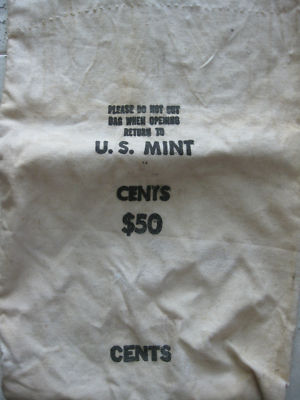 PLEASE DO NOT CUT
BAG WHEN OPENING
RETURN TO
U. S. MINT
CENTS
$50
CENTS